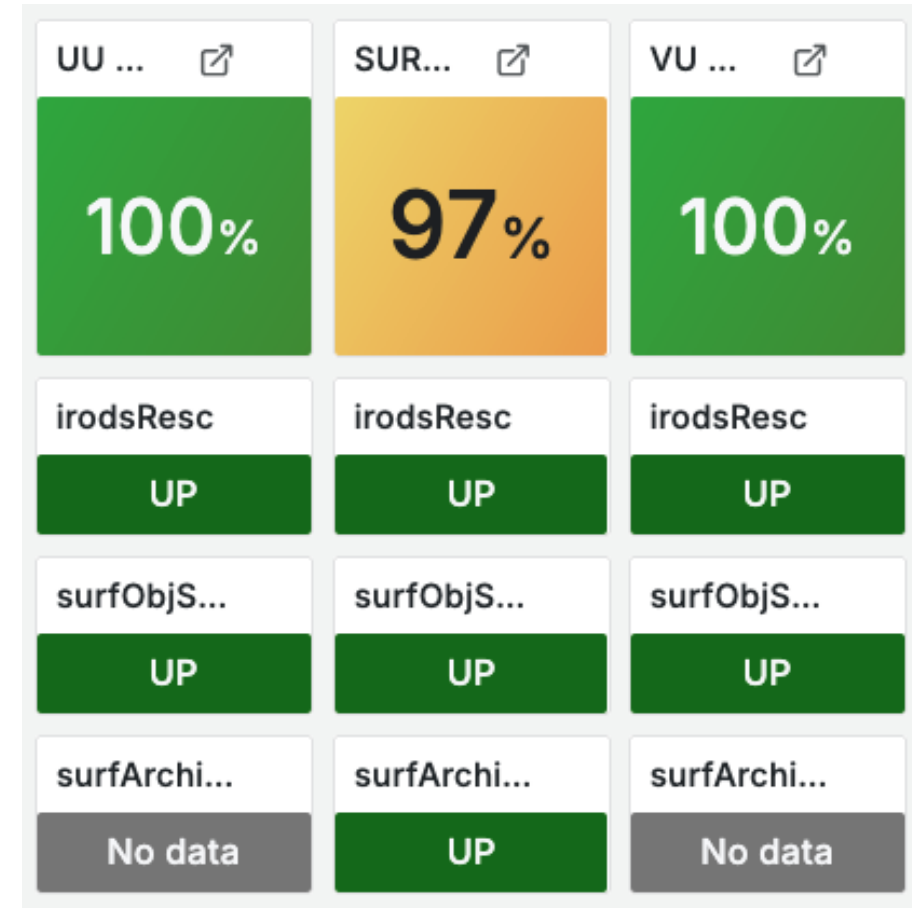 UU ... SUR... VU ...
100% 97% 100%
irodsResc irodsResc irodsResc
UP UP UP
surfObjS... surfObjS... surfObjS...
UP UP UP
surfArchi... surfArchi... surfArchi...
No data UP No data